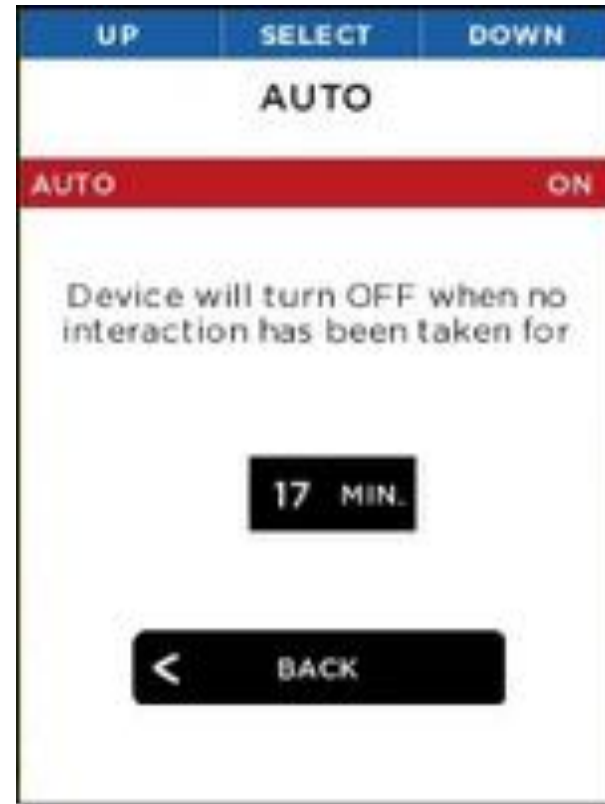 UP SELECT DOWN
AUTO
AUTO ON
Device will turn OFF when no
interaction has been taken for
17 MIN.
< BACK